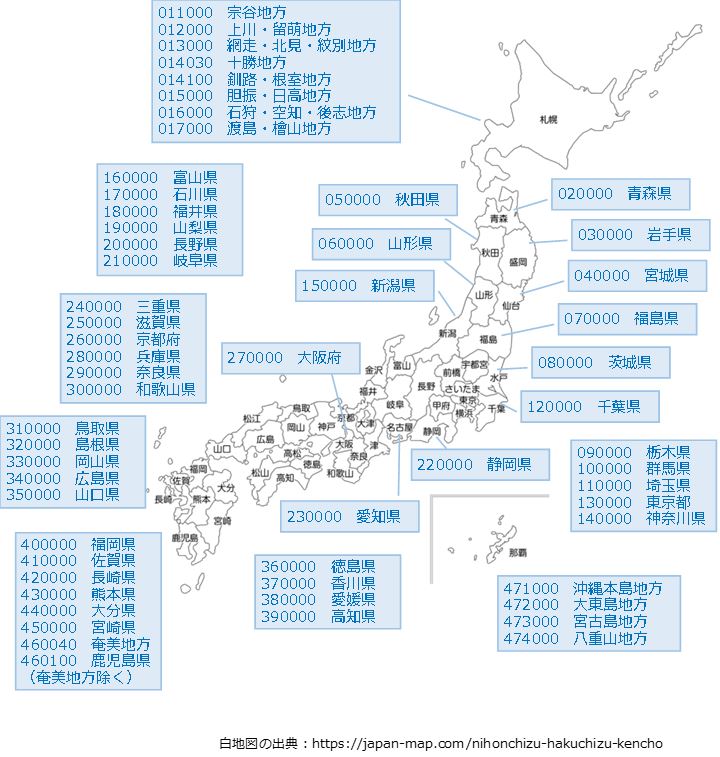 011000 宗谷地方
012000 上川・留萌地方
013000 網走・北見・紋別地方
014030 十勝地方
014100 釧路・根室地方
015000 胆振・日高地方
016000 石狩・空知・後志地方
017000 渡島・檜山地方
札幌
160000 富山県
170000 石川県
180000 福井県
190000 山梨県
200000 長野県
210000 岐阜県
050000 秋田県
020000 青森県
青森
060000 山形県
030000 岩手県
秋田
盛岡
150000 新潟県
040000 宮城県
山形
仙台
240000 三重県
250000 滋賀県
260000 京都府
280000 兵庫県
290000 奈良県
300000 和歌山県
070000 福島県
新潟
福島
270000 大阪府
080000 茨城県
金沢
富山
宇都宮
前橋
水戸
福井
長野
さいたま
120000 千葉県
岐阜
甲府
東京
千葉
横浜
310000 鳥取県
320000 島根県
330000 岡山県
340000 広島県
350000 山口県
松江
鳥取
京都
大津
名古屋
静岡
岡山
神戸
山口
広島
大阪
津
高松
奈良
220000 静岡県
090000 栃木県
100000 群馬県
110000 埼玉県
130000 東京都
140000 神奈川県
福岡
佐賀
大分
松山
高知
徳島
和歌山
長崎
熊本
宮崎
鹿児島
230000 愛知県
400000 福岡県
410000 佐賀県
420000 長崎県
430000 熊本県
440000 大分県
450000 宮崎県
460040 奄美地方
460100 鹿児島県
（奄美地方除く）
360000 徳島県
370000 香川県
380000 愛媛県
390000 高知県
那覇
471000 沖縄本島地方
472000 大東島地方
473000 宮古島地方
474000 八重山地方
白地図の出典：https://japan-map.com/nihonchizu-hakuchizu-kencho